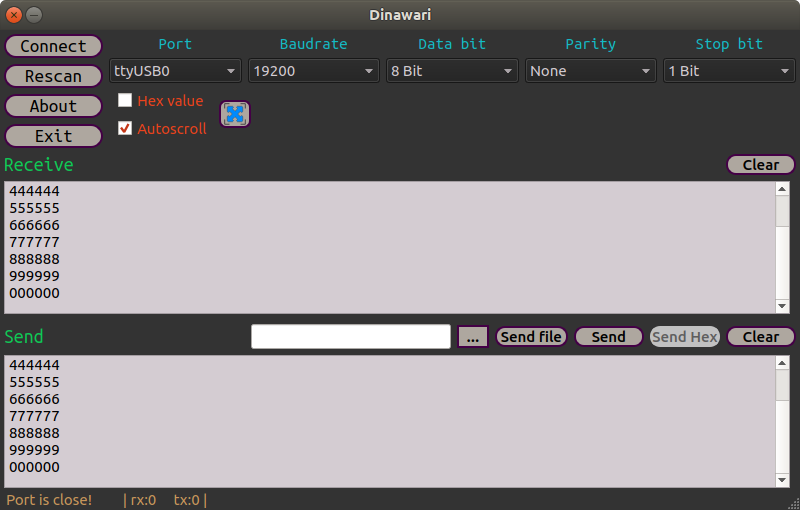 Dinawari
Connect
Port
Baudrate
Data bit
Parity
Stop bit
Rescan
ttyUSB0
19200
8 Bit
None
1 Bit
About
Hex value
Exit
Autoscroll
Receive
Clear
444444
555555
666666
777777
888888
999999
000000
Send
...
Send file
Send
Send Hex
Clear
444444
555555
666666
777777
888888
999999
000000
Port is close! | rx:0 tx:0 |